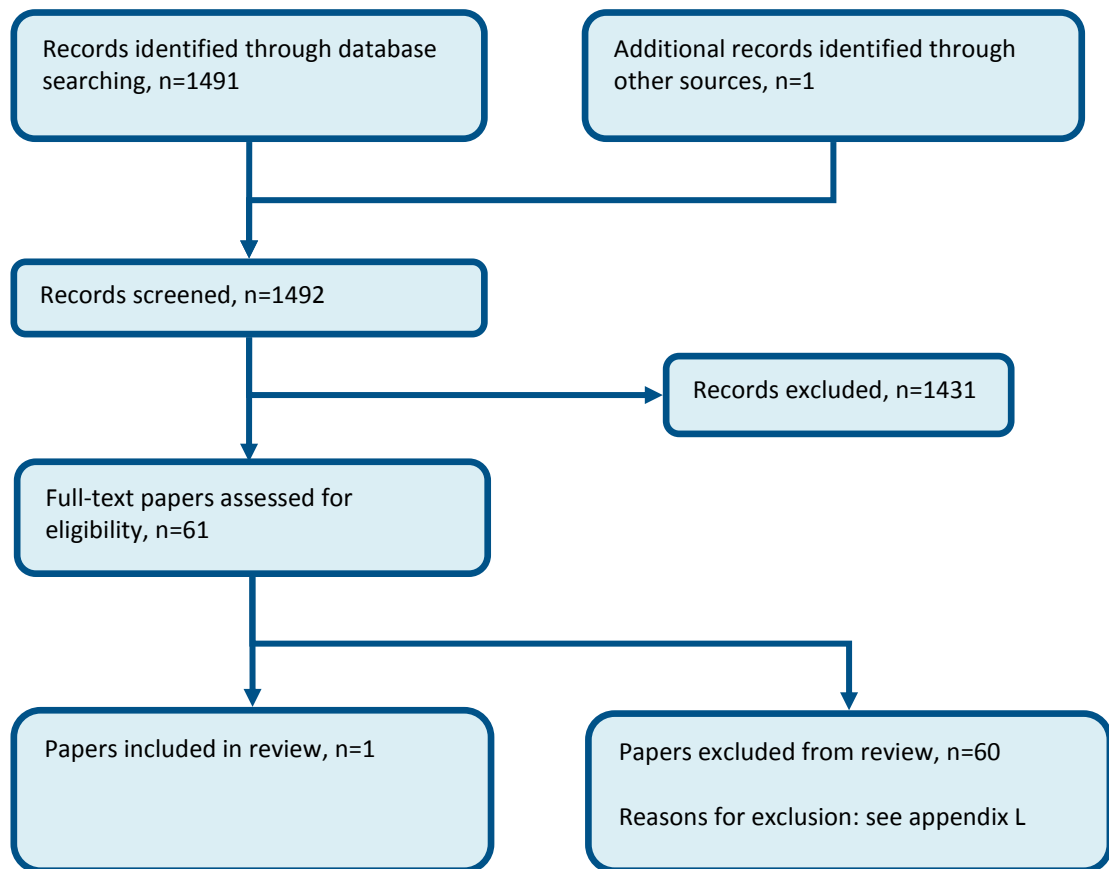 Records identified through database
searching, n=1491
Additional records identified through
other sources, n=1
Records screened, n=1492
Records excluded, n=1431
Full-text papers assessed for
eligibility, n=61
Papers included in review, n=1
Papers excluded from review, n=60
Reasons for exclusion: see appendix L